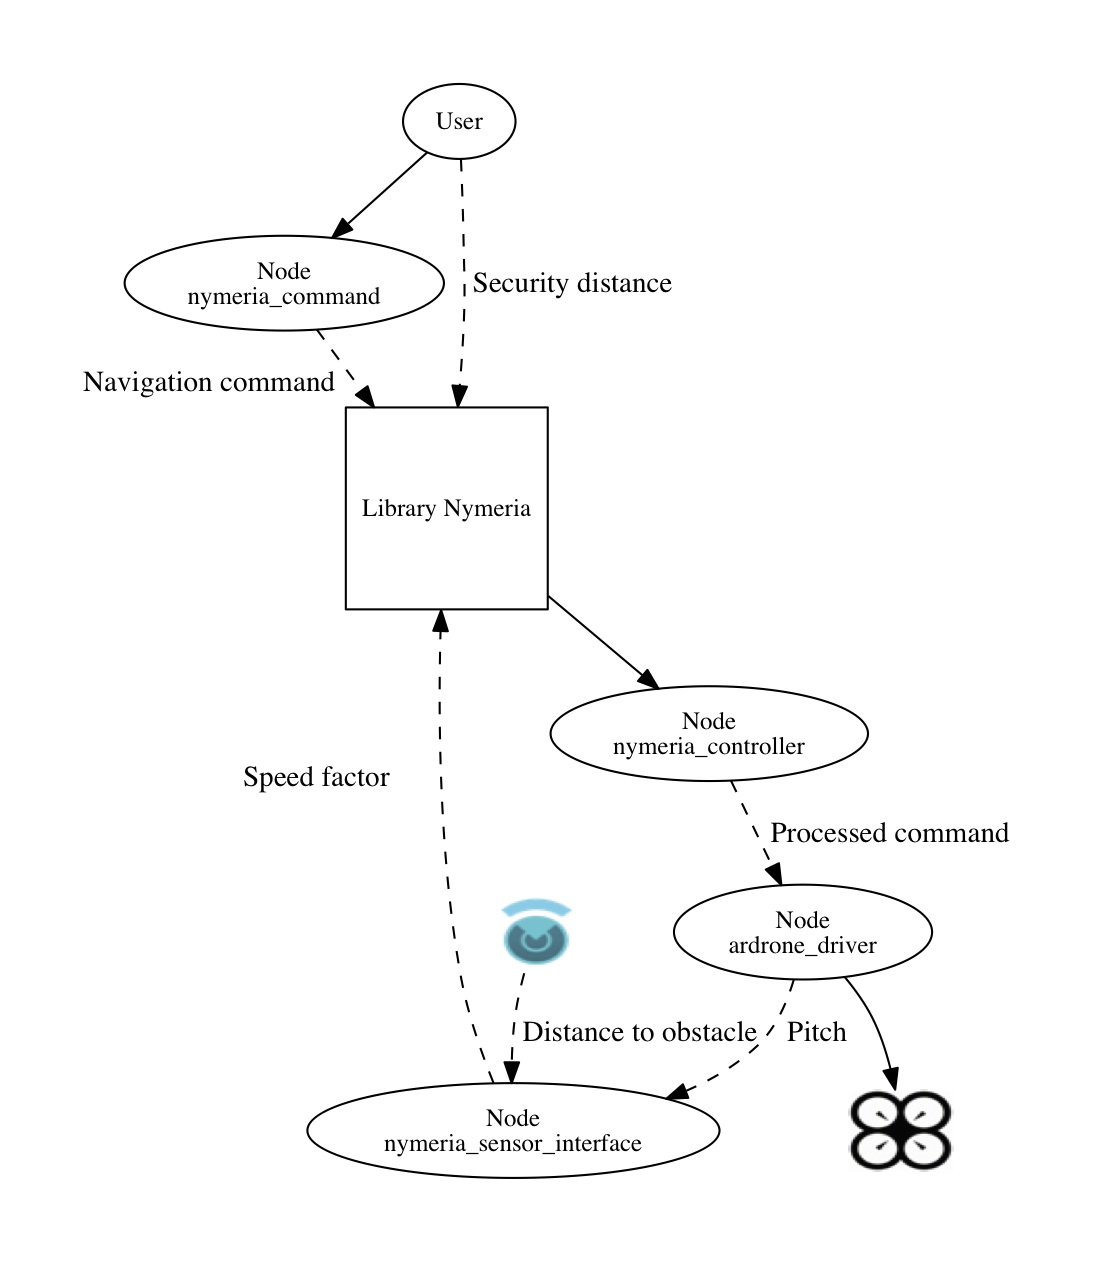 User
Node
nymeria_command
Security distance
Navigation command
Library Nymeria
Node
nymeria_controller
Speed factor
Processed command
Node
ardrone_driver
Distance to obstacle
Pitch
Node
nymeria_sensor_interface